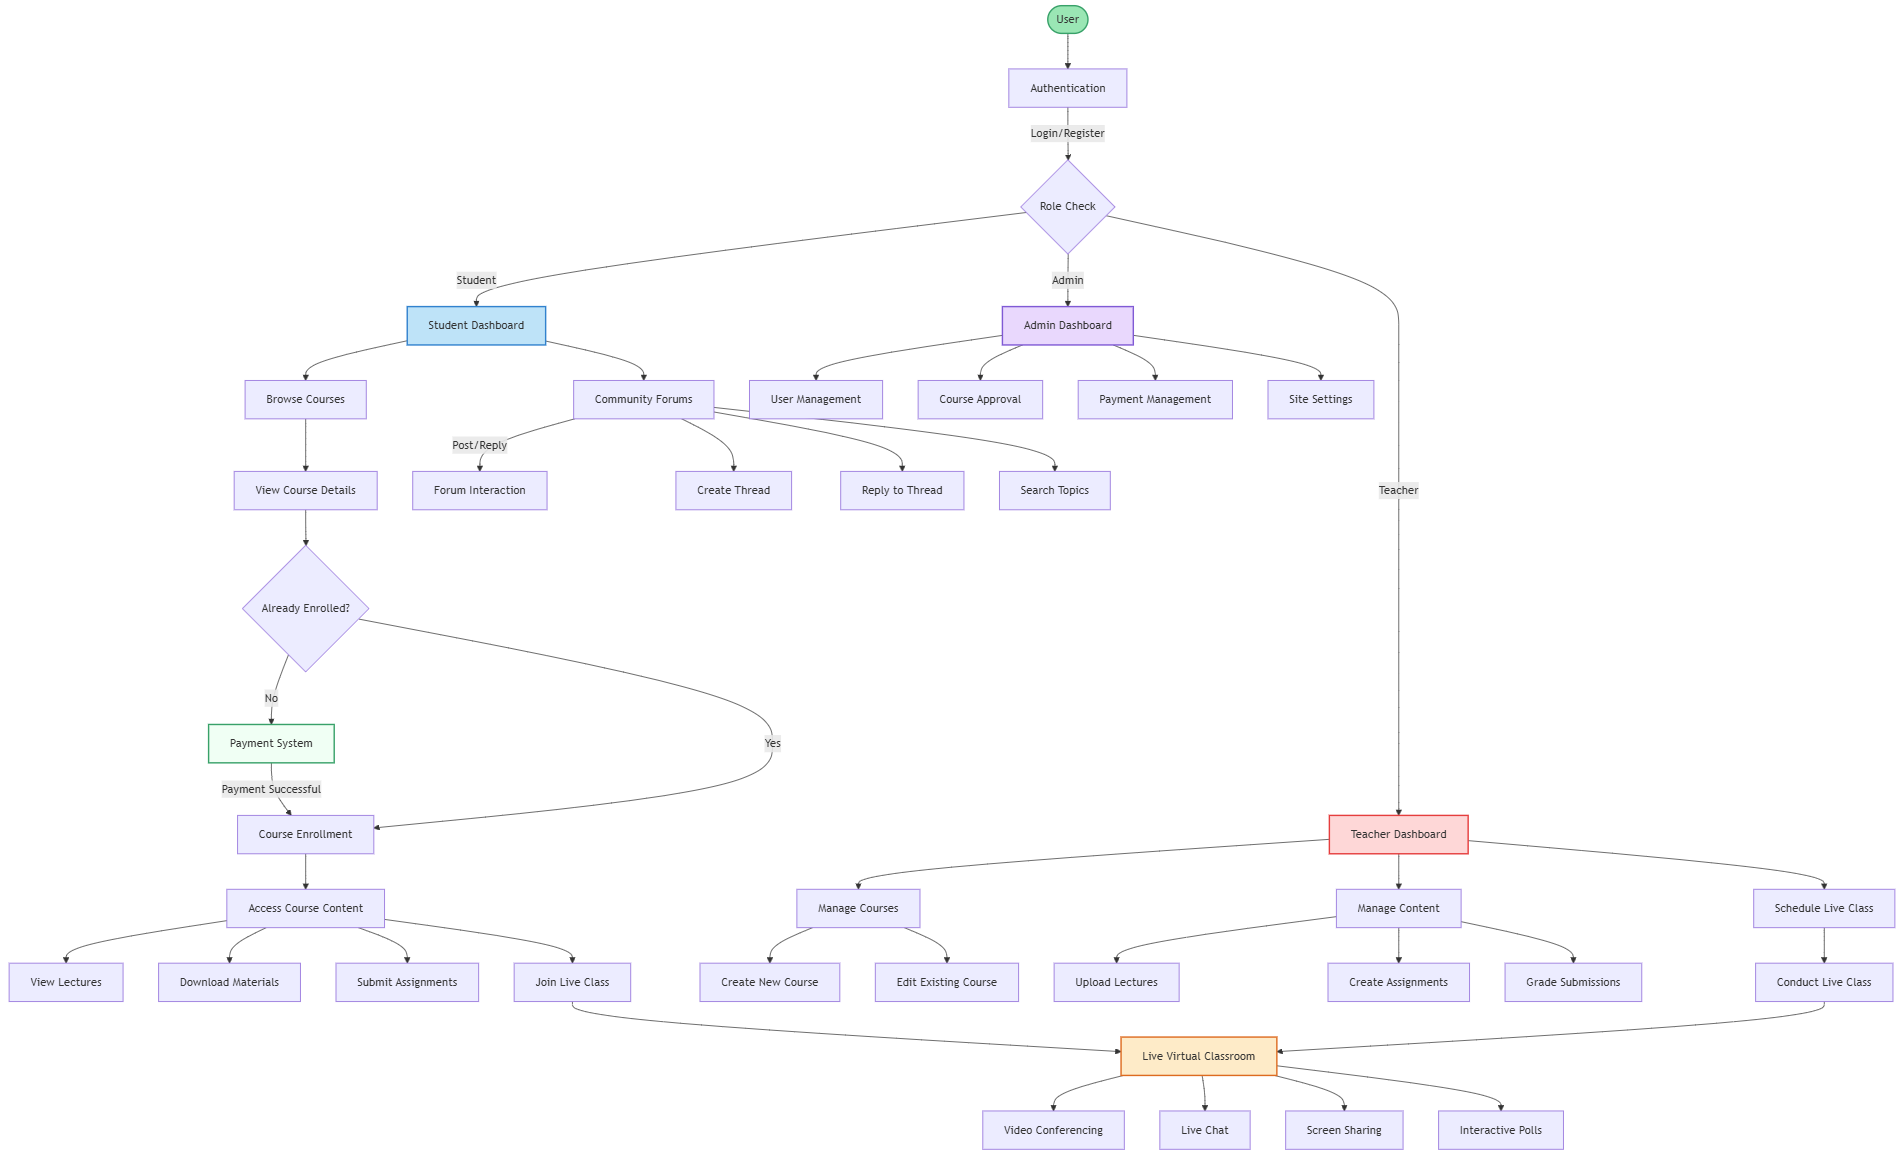 User
Authentication
Login/Register
Role Check
Student
Admin
Student Dashboard
Admin Dashboard
Browse Courses
Community Forums
User Management
Course Approval
Payment Management
Site Settings
Post/Reply
View Course Details
Forum Interaction
Create Thread
Reply to Thread
Search Topics
Teacher
Already Enrolled?
No
Payment System
Yes
Payment Successful
Course Enrollment
Teacher Dashboard
Access Course Content
Manage Courses
Manage Content
Schedule Live Class
View Lectures
Download Materials
Submit Assignments
Join Live Class
Create New Course
Edit Existing Course
Upload Lectures
Create Assignments
Grade Submissions
Conduct Live Class
Live Virtual Classroom
Video Conferencing
Live Chat
Screen Sharing
Interactive Polls